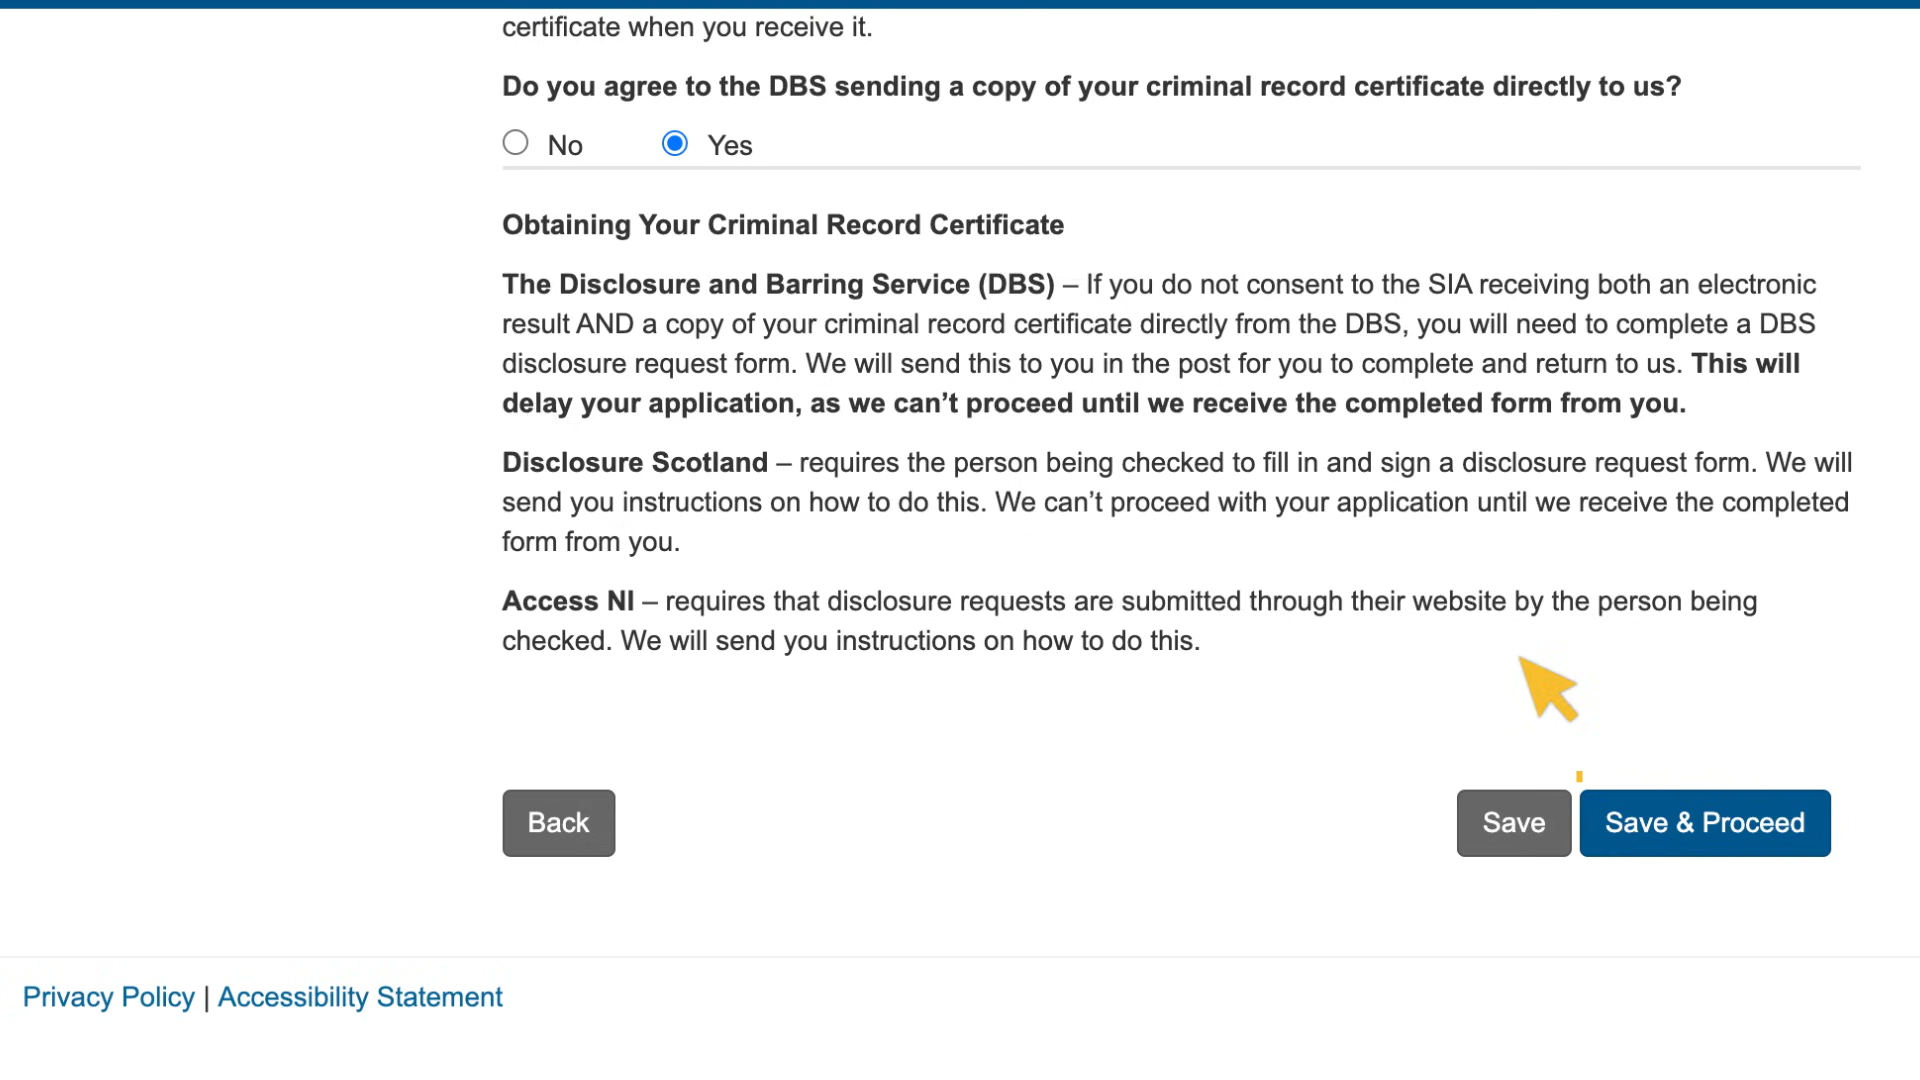 certificate when you receive it.
Do you agree to the DBS sending a copy of your criminal record certificate directly to us?
No Yes
Obtaining Your Criminal Record Certificate
The Disclosure and Barring Service (DBS) – If you do not consent to the SIA receiving both an electronic
result AND a copy of your criminal record certificate directly from the DBS, you will need to complete a DBS
disclosure request form. We will send this to you in the post for you to complete and return to us. This will
delay your application, as we can’t proceed until we receive the completed form from you.
Disclosure Scotland – requires the person being checked to fill in and sign a disclosure request form. We will
send you instructions on how to do this. We can’t proceed with your application until we receive the completed
form from you.
Access NI – requires that disclosure requests are submitted through their website by the person being
checked. We will send you instructions on how to do this.
Back Save Save & Proceed
Privacy Policy | Accessibility Statement